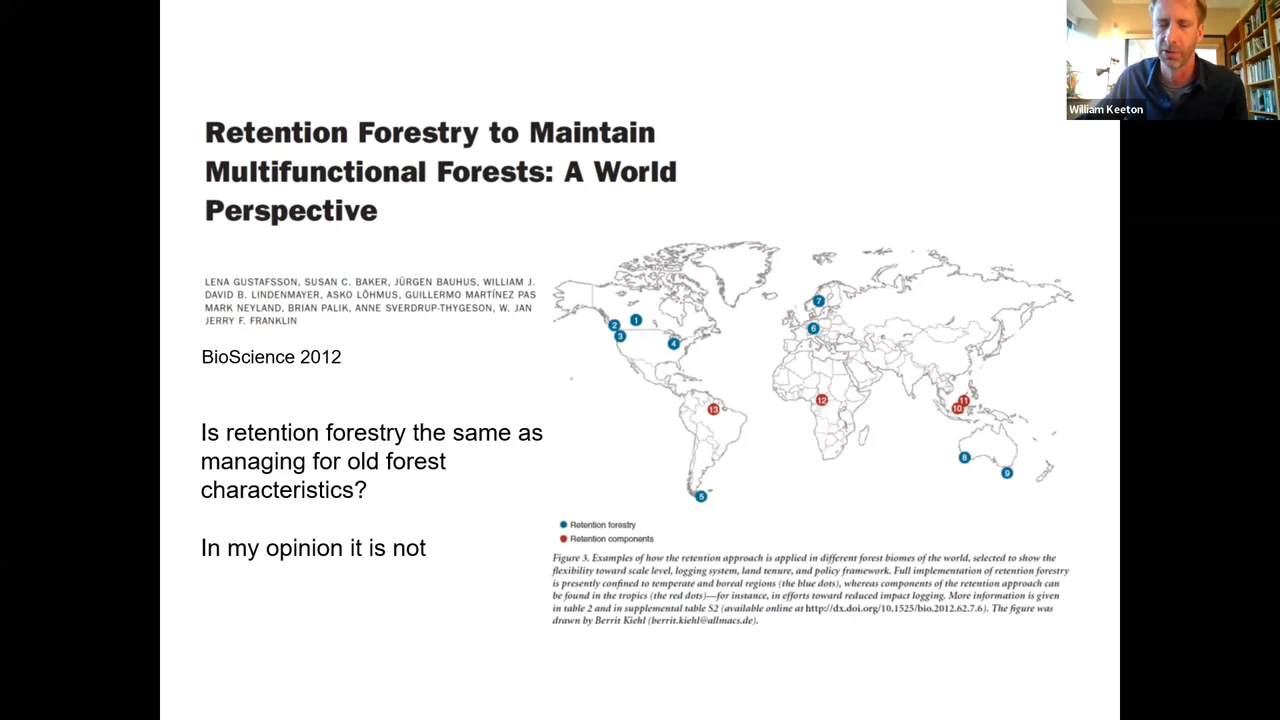 William Keeton
Retention Forestry to Maintain
Multifunctional Forests: A World
Perspective
LENA GUSTAFSSON, SUSAN C. BAKER, JÜRGEN BAUHUS, WILLIAM J.
DAVID B. LINDENMAYER, ASKO LÕHMUS, GUILLERMO MARTÍNEZ PAS
MARK NEYLAND, BRIAN PALIK, ANNE SVERDRUP-THYGESON, W. JAN
JERRY F. FRANKLIN
BioScience 2012
Is retention forestry the same as
managing for old forest
characteristics?
In my opinion it is not
1
2
3
4
5
6
7
8
9
10
11
12
13
Retention forestry
Retention components
Figure 3. Examples of how the retention approach is applied in different forest biomes of the world, selected to show the
flexibility toward scale level, logging system, land tenure, and policy framework. Full implementation of retention forestry
is presently confined to temperate and boreal regions (the blue dots), whereas components of the retention approach can
be found in the tropics (the red dots)—for instance, in efforts toward reduced impact logging. More information is given
in table 2 and in supplemental table S2 (available online at http://dx.doi.org/10.1525/bio.2012.62.7.6). The figure was
drawn by Berrit Kiehl (berrit.kiehl@allmacs.de).